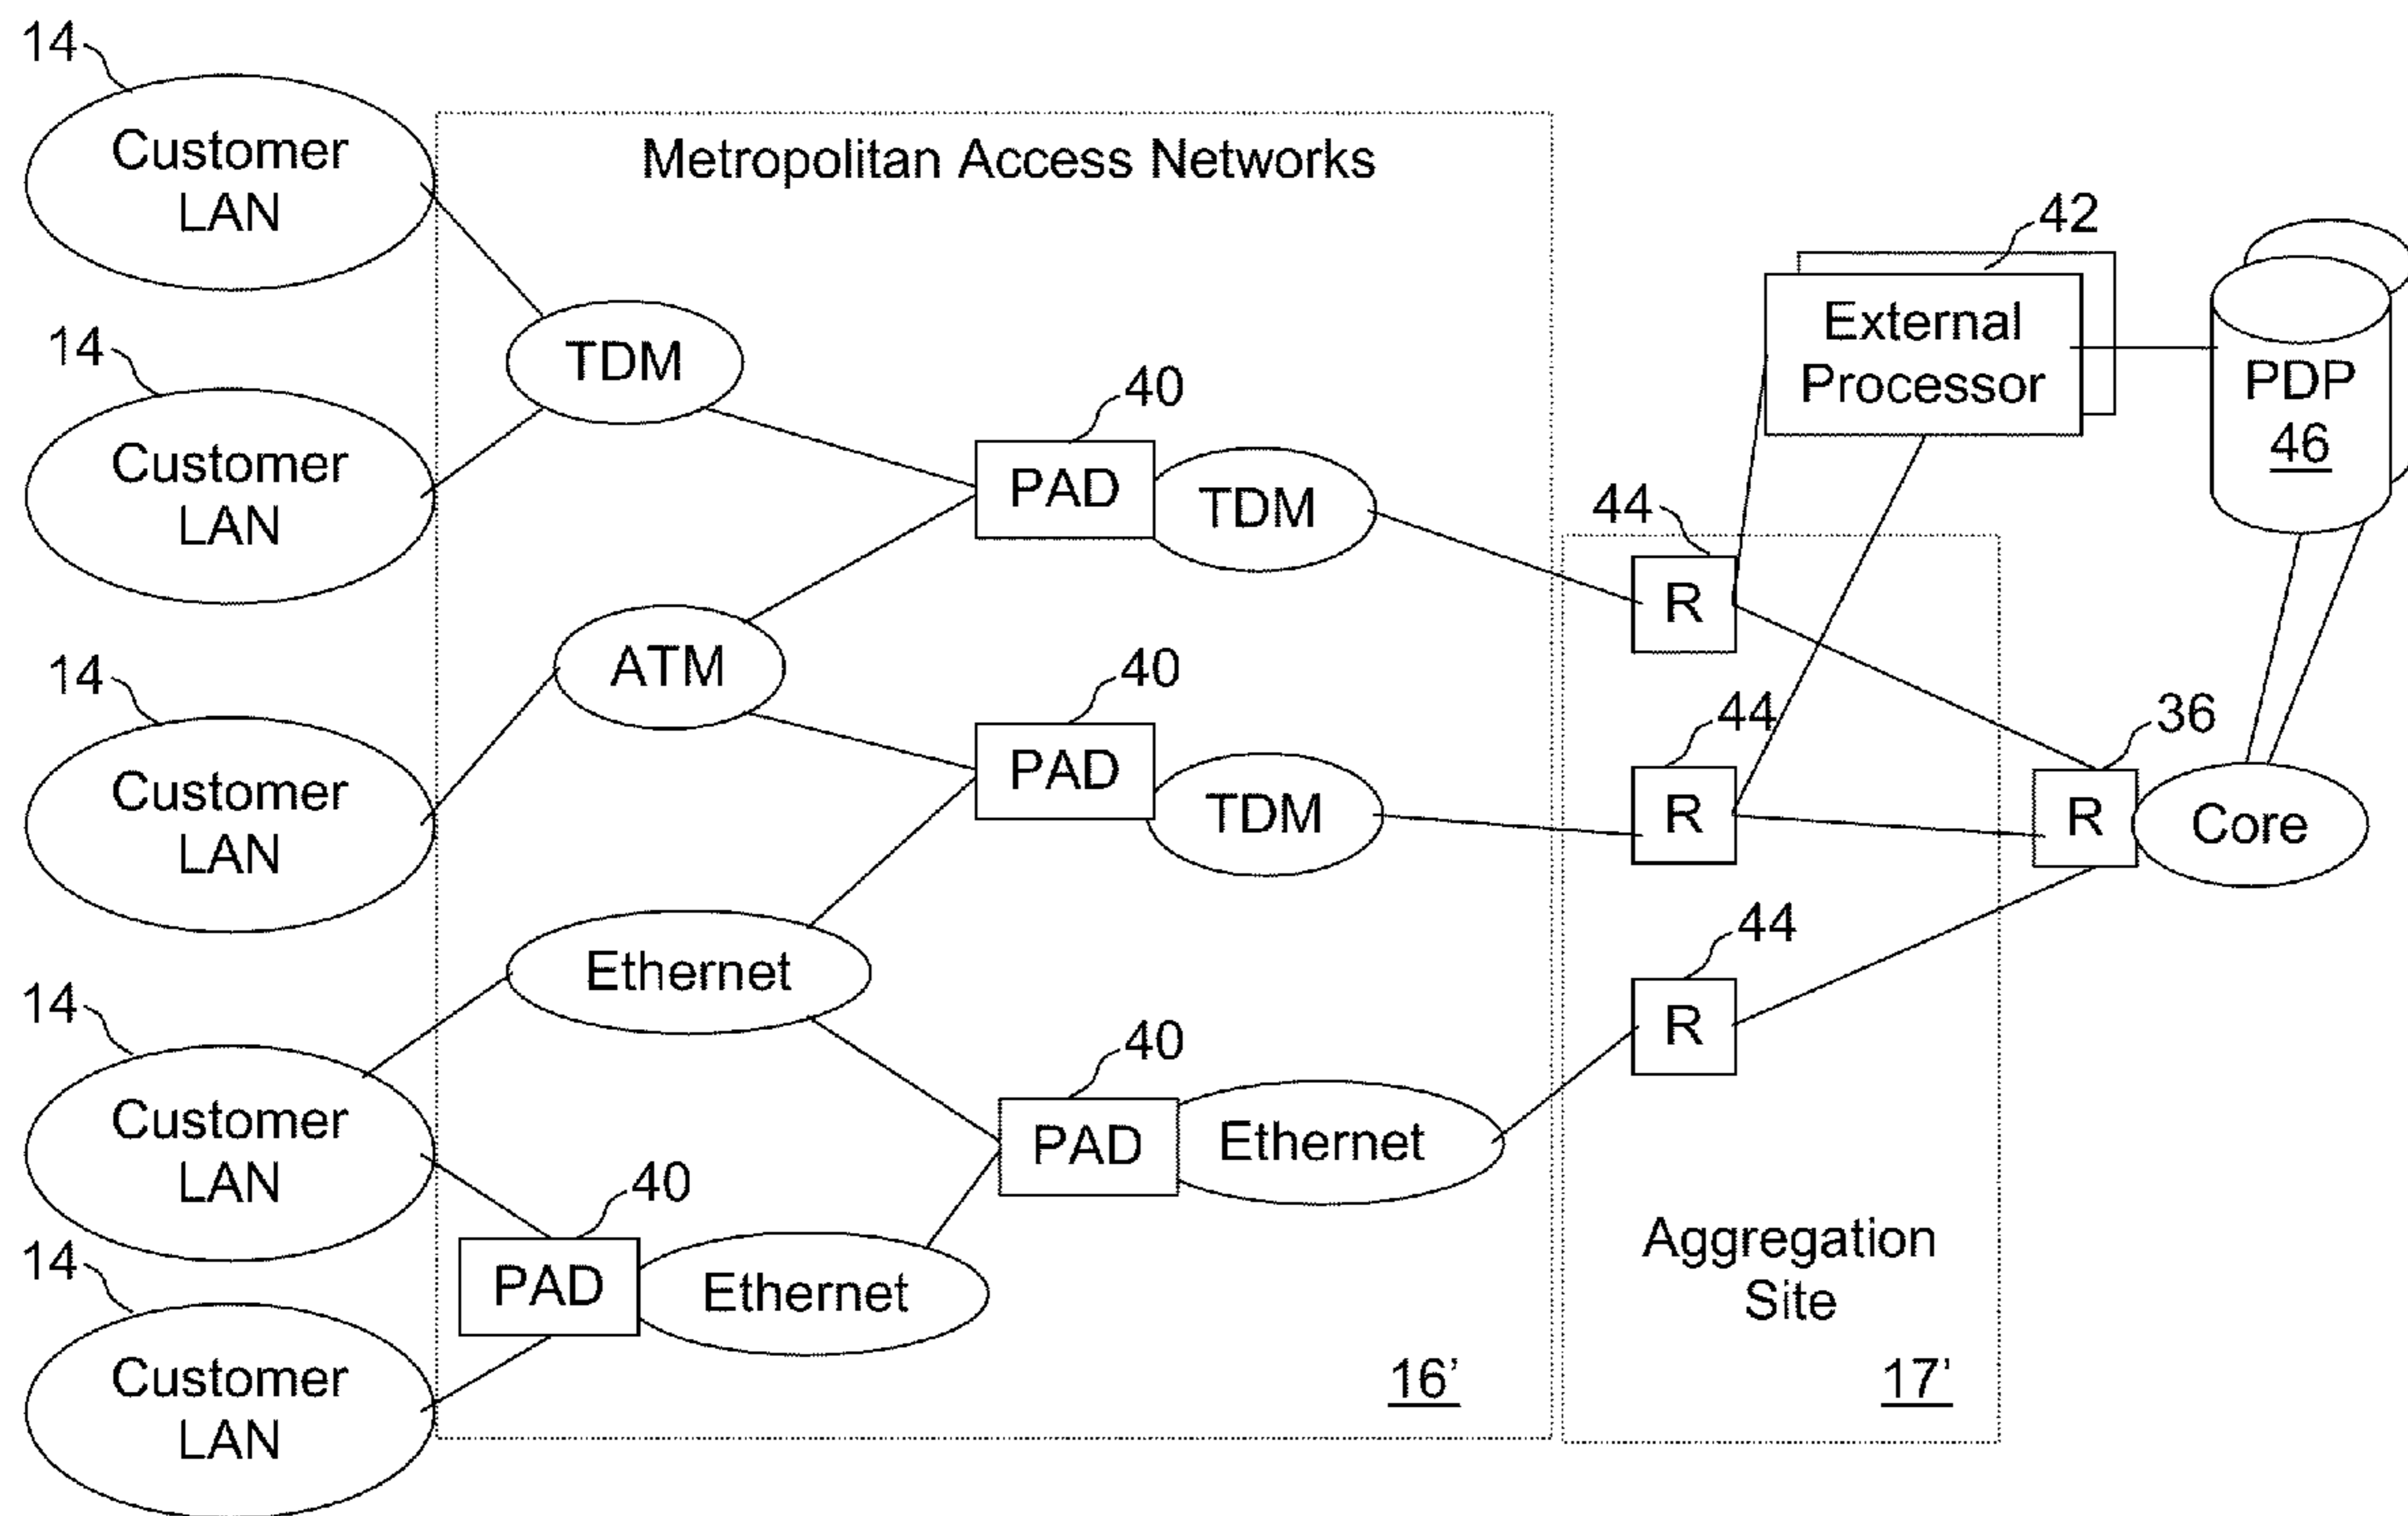 14
Customer
LAN
Metropolitan Access Networks
42
External
Processor
PDP
46
14
Customer
LAN
TDM
40
PAD
TDM
44
R
14
Customer
LAN
ATM
40
PAD
TDM
44
R
36
R
Core
14
Customer
LAN
Ethernet
40
PAD
Ethernet
44
R
14
Customer
LAN
40
PAD
Ethernet
16’
Aggregation
Site
17’